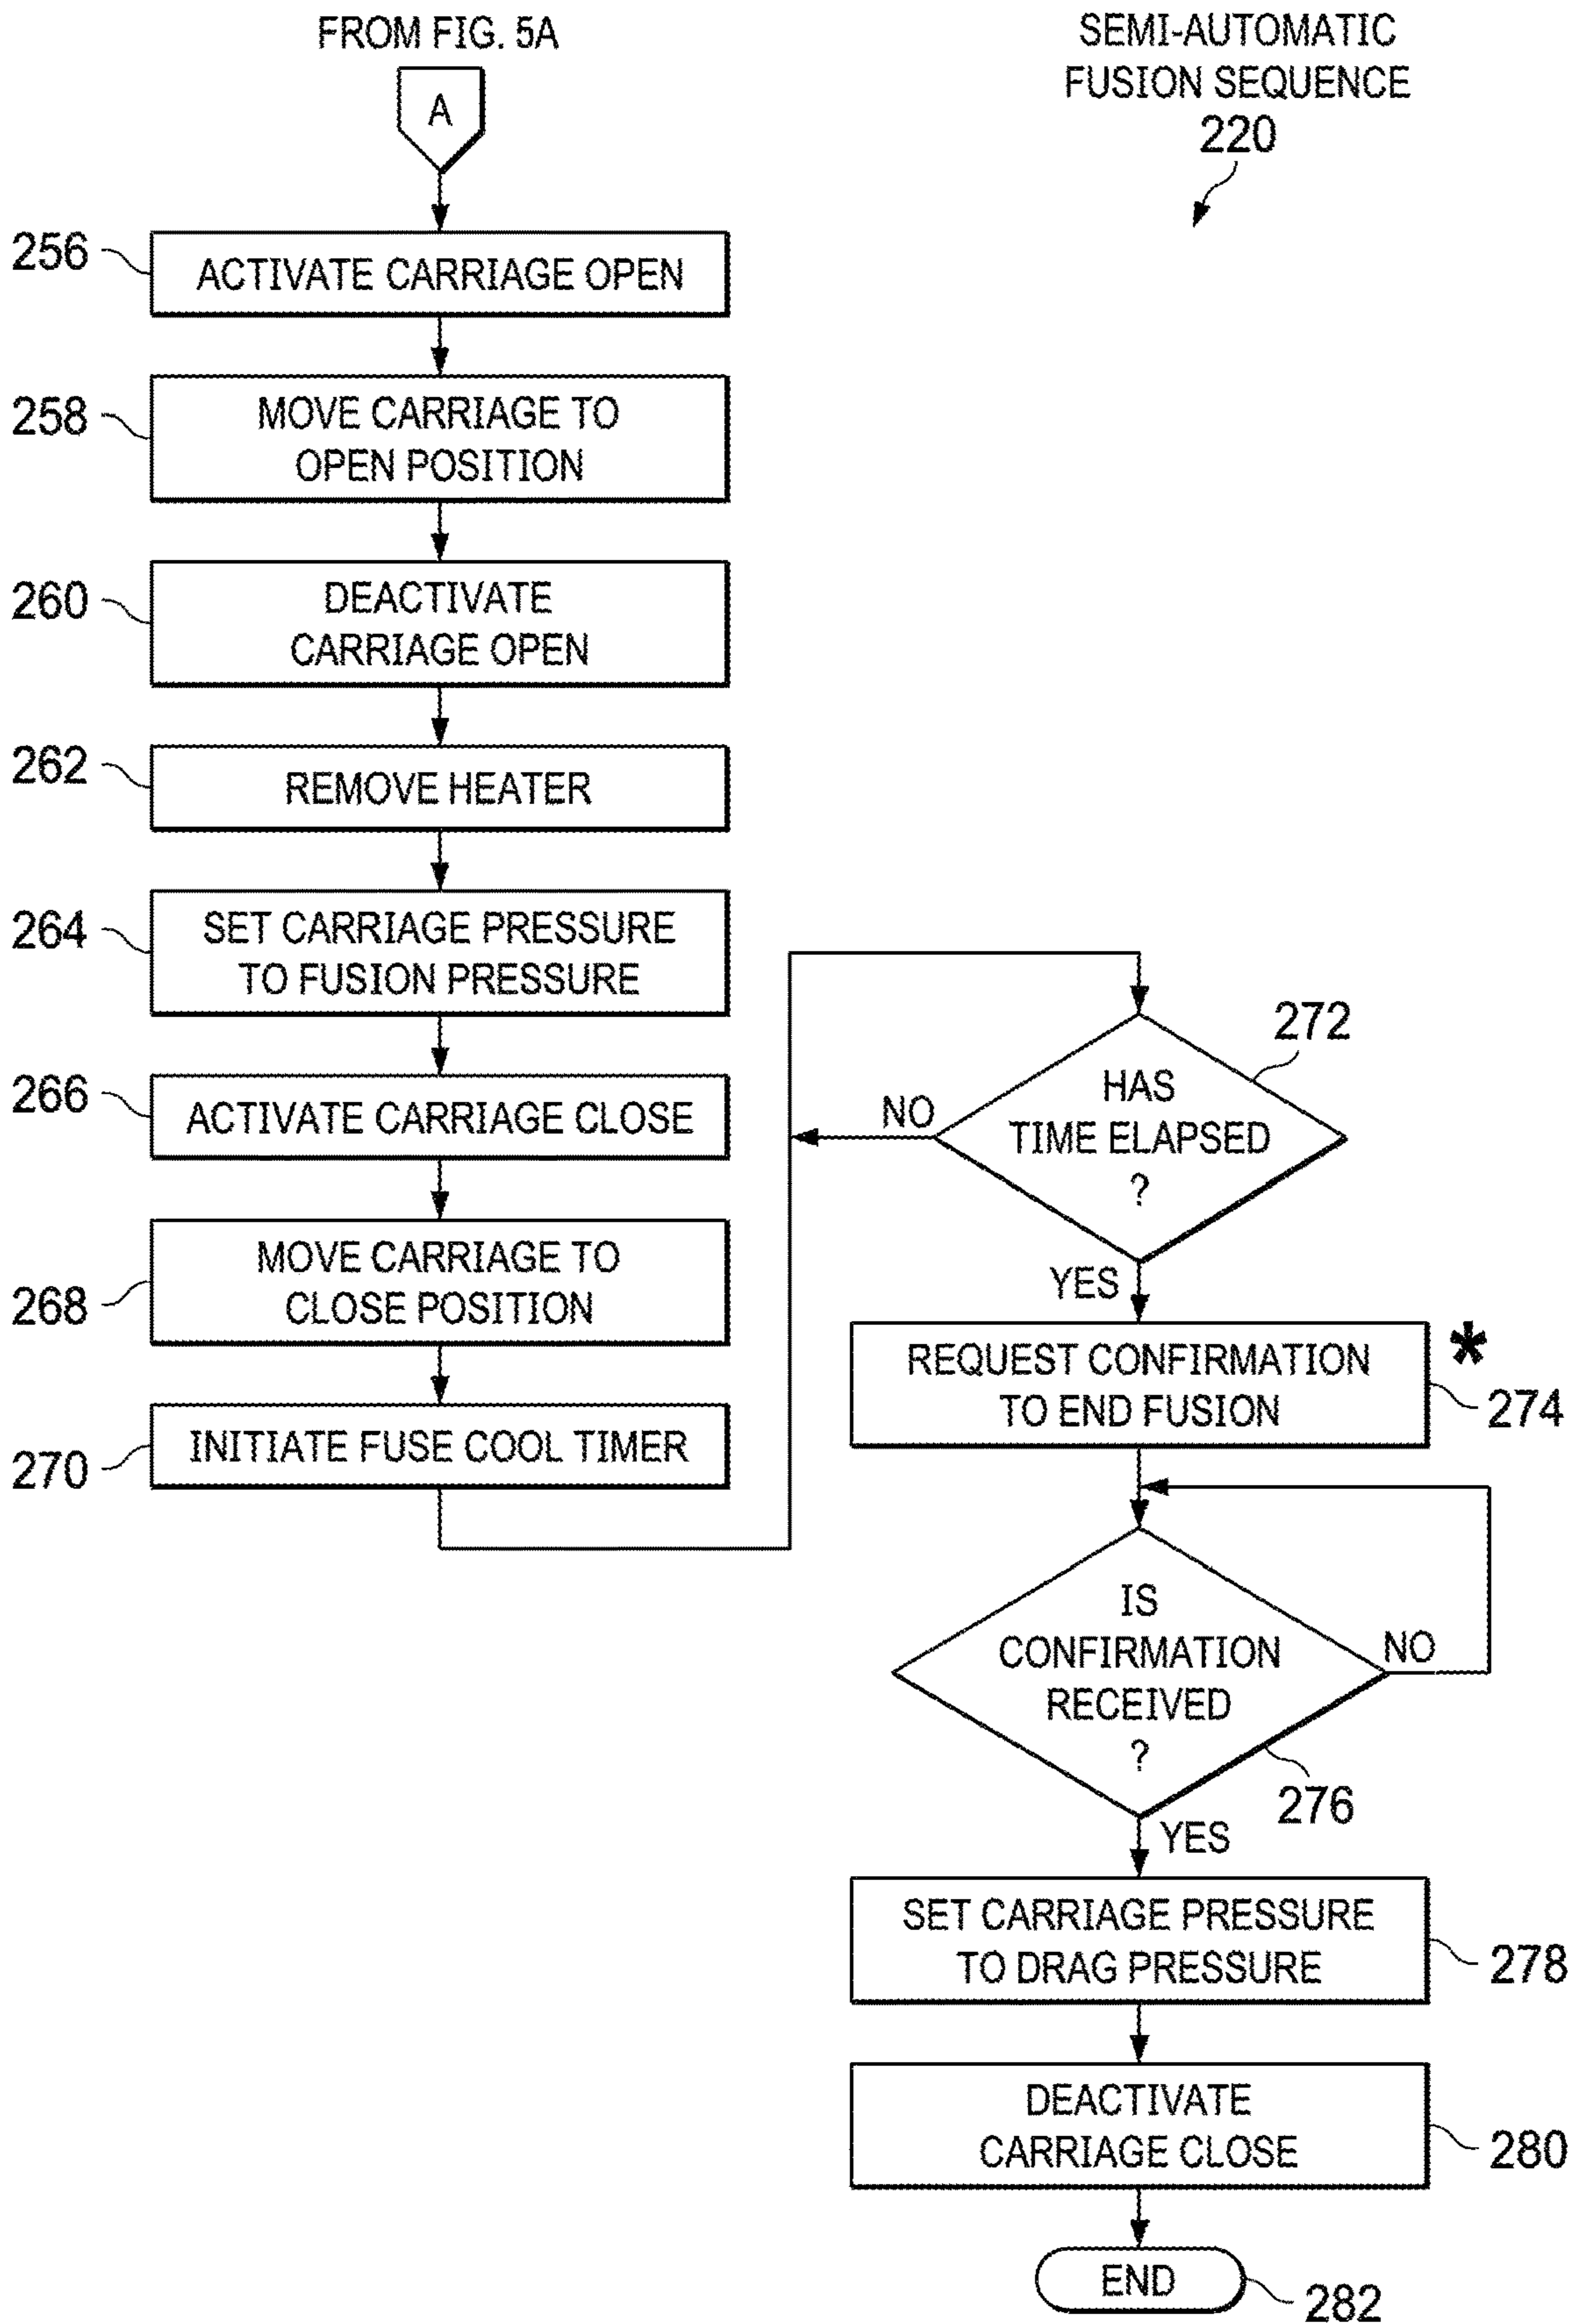 FROM FIG. 5A
A
SEMI-AUTOMATIC
FUSION SEQUENCE
220
256
ACTIVATE CARRIAGE OPEN
258
MOVE CARRIAGE TO
OPEN POSITION
260
DEACTIVATE
CARRIAGE OPEN
262
REMOVE HEATER
264
SET CARRIAGE PRESSURE
TO FUSION PRESSURE
266
ACTIVATE CARRIAGE CLOSE
268
MOVE CARRIAGE TO
CLOSE POSITION
270
INITIATE FUSE COOL TIMER
272
HAS
TIME ELAPSED
?
NO
YES
REQUEST CONFIRMATION
TO END FUSION
*
274
IS
CONFIRMATION
RECEIVED
?
NO
276
YES
SET CARRIAGE PRESSURE
TO DRAG PRESSURE
278
DEACTIVATE
CARRIAGE CLOSE
280
END
282